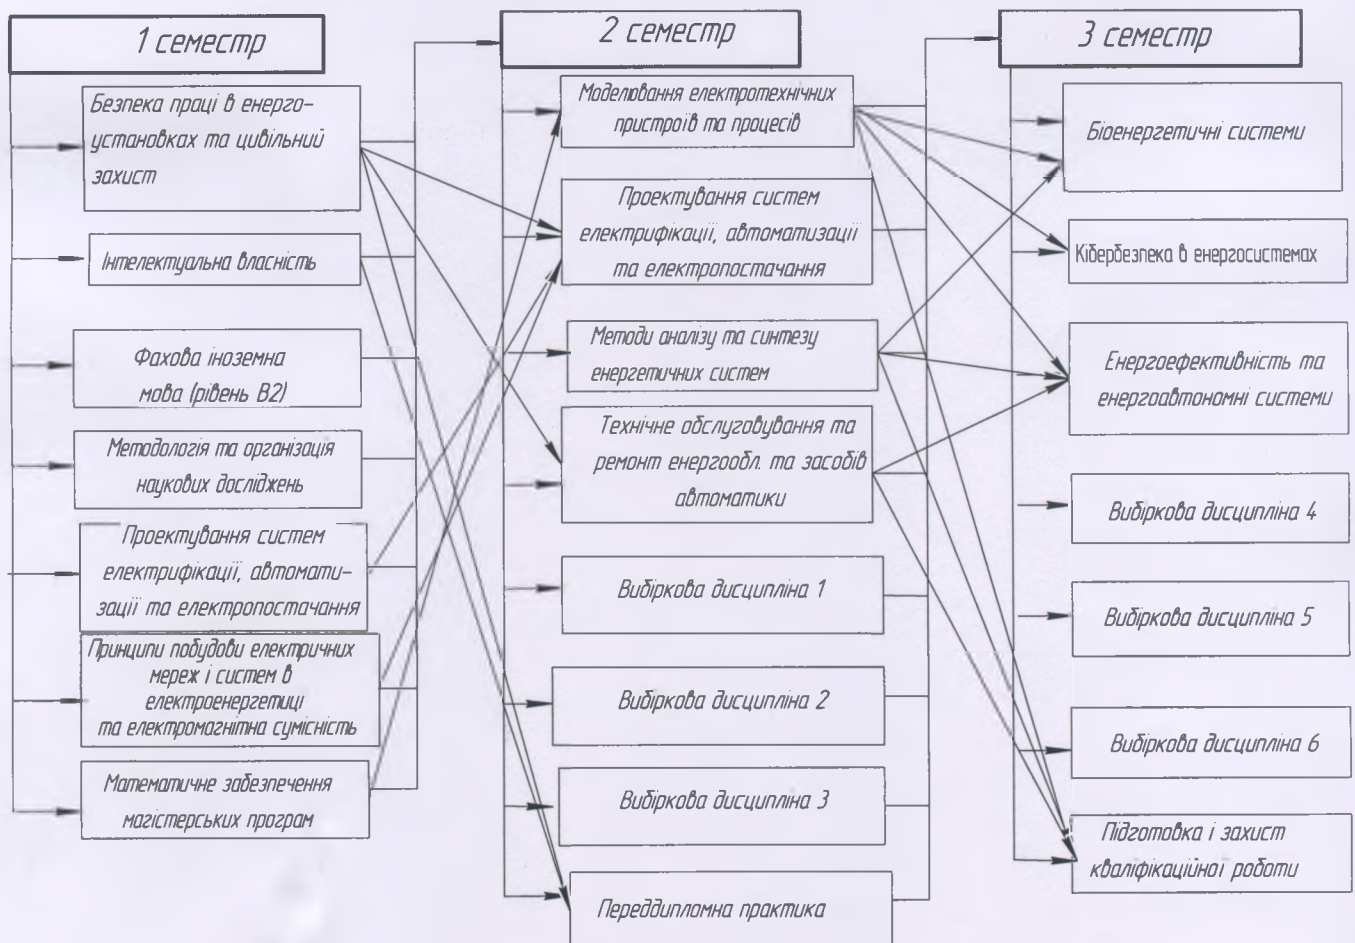 1 семестр
Безпека праці в енерго-
установках та цивільний
захист
Інтелектуальна власність
Фахова іноземна
мова (рівень В2)
Методологія та організація
наукових досліджень
Проектування систем
електрифікації, автомати-
зації та електропостачання
Принципи побудови електричних
мереж і систем в
електроенергетиці
та електромагнітна сумісність
Математичне забезпечення
магістерських програм
2 семестр
Моделювання електротехнічних
пристроїв та процесів
Проектування систем
електрифікації, автоматизації
та електропостачання
Методи аналізу та синтезу
енергетичних систем
Технічне обслуговування та
ремонт енергообл. та засобів
автоматики
Вибіркова дисципліна 1
Вибіркова дисципліна 2
Вибіркова дисципліна 3
Переддипломна практика
3 семестр
Біоенергетичні системи
Кібербезпека в енергосистемах
Енергоефективність та
енергоавтономні системи
Вибіркова дисципліна 4
Вибіркова дисципліна 5
Вибіркова дисципліна 6
Підготовка і захист
кваліфікаційної роботи